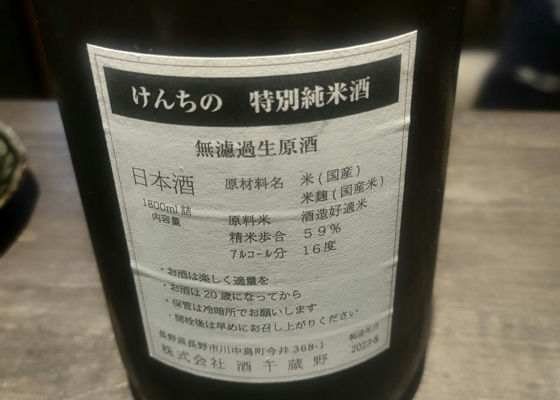 けんちの 特別純米酒
無濾過生原酒
日本酒
1800ml 詰
内容量
原材料名 米(国産)
米麹(国産米)
原料米 酒造好適米
精米歩合 59%
アルコール分 16度
・お酒は楽しく適量を
・お酒は20歳になってから
・保管は冷暗所でお願いします
・開栓後は早めにお召し上がりください
長野県長野市川中島町今井368-1
株式会社 酒千蔵野
製造年月
2023·8